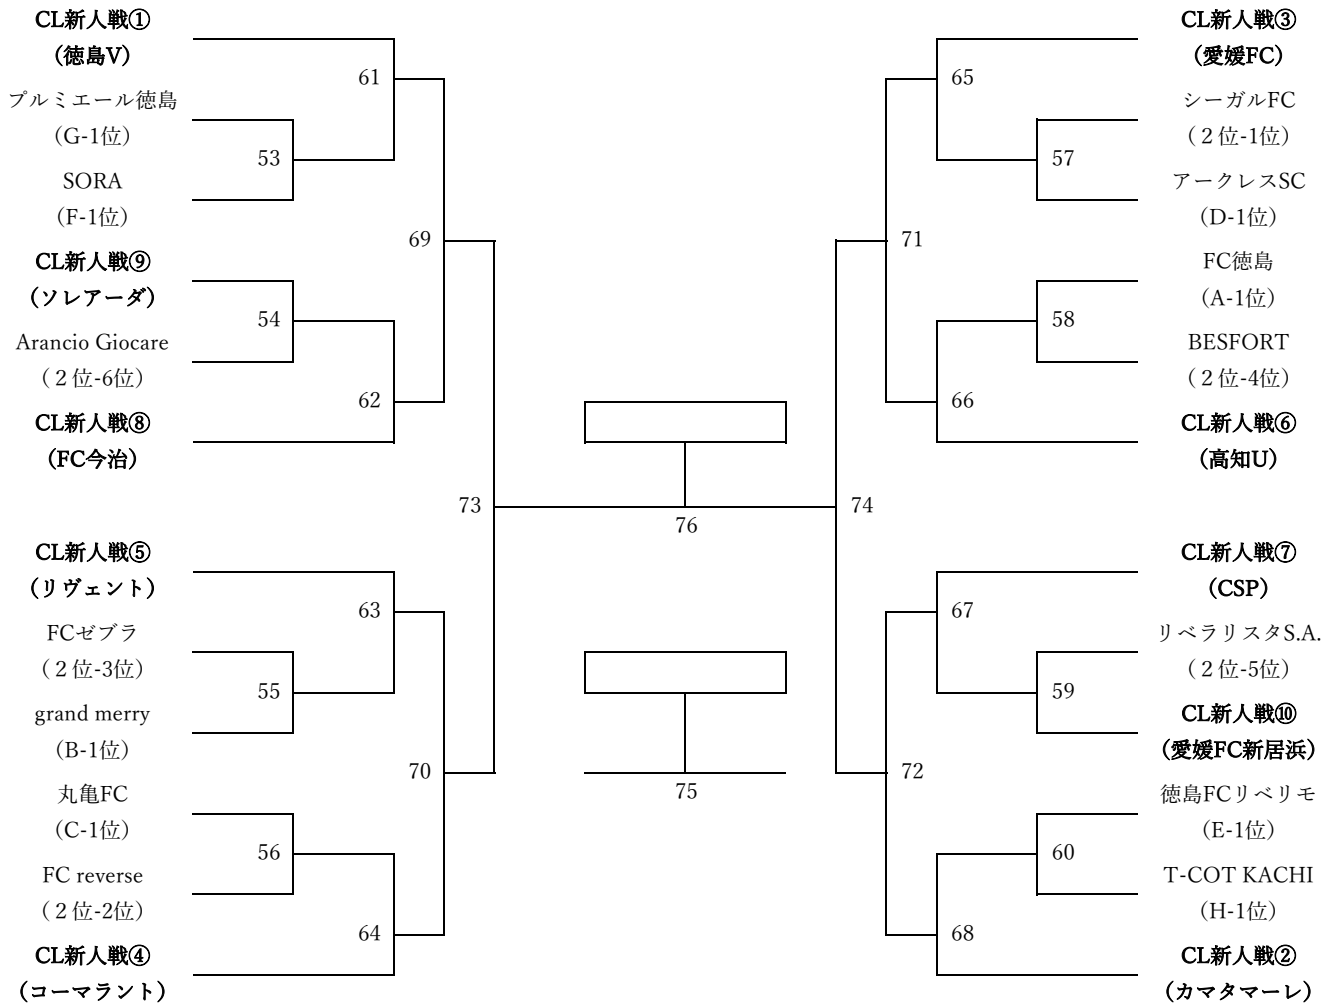 CL新人戦①
(徳島V)
61
プルミエール徳島
(G-1位)
53
SORA
(F-1位)
69
CL新人戦⑨
(ソレアーダ)
54
Arancio Giocare
(２位-6位)
62
CL新人戦⑧
(FC今治)
73
CL新人戦⑤
(リヴェント)
63
FCゼブラ
(２位-3位)
55
grand merry
(B-1位)
70
丸亀FC
(C-1位)
56
FC reverse
(２位-2位)
64
CL新人戦④
(コーマラント)
76
75
CL新人戦③
(愛媛FC)
65
シーガルFC
(２位-1位)
57
アークレスSC
(D-1位)
71
FC徳島
(A-1位)
58
BESFORT
(２位-4位)
66
CL新人戦⑥
(高知U)
74
CL新人戦⑦
(CSP)
67
リベラリスタS.A.
(２位-5位)
59
CL新人戦⑩
(愛媛FC新居浜)
72
徳島FCリベリモ
(E-1位)
60
T-COT KACHI
(H-1位)
68
CL新人戦②
(カマタマーレ)